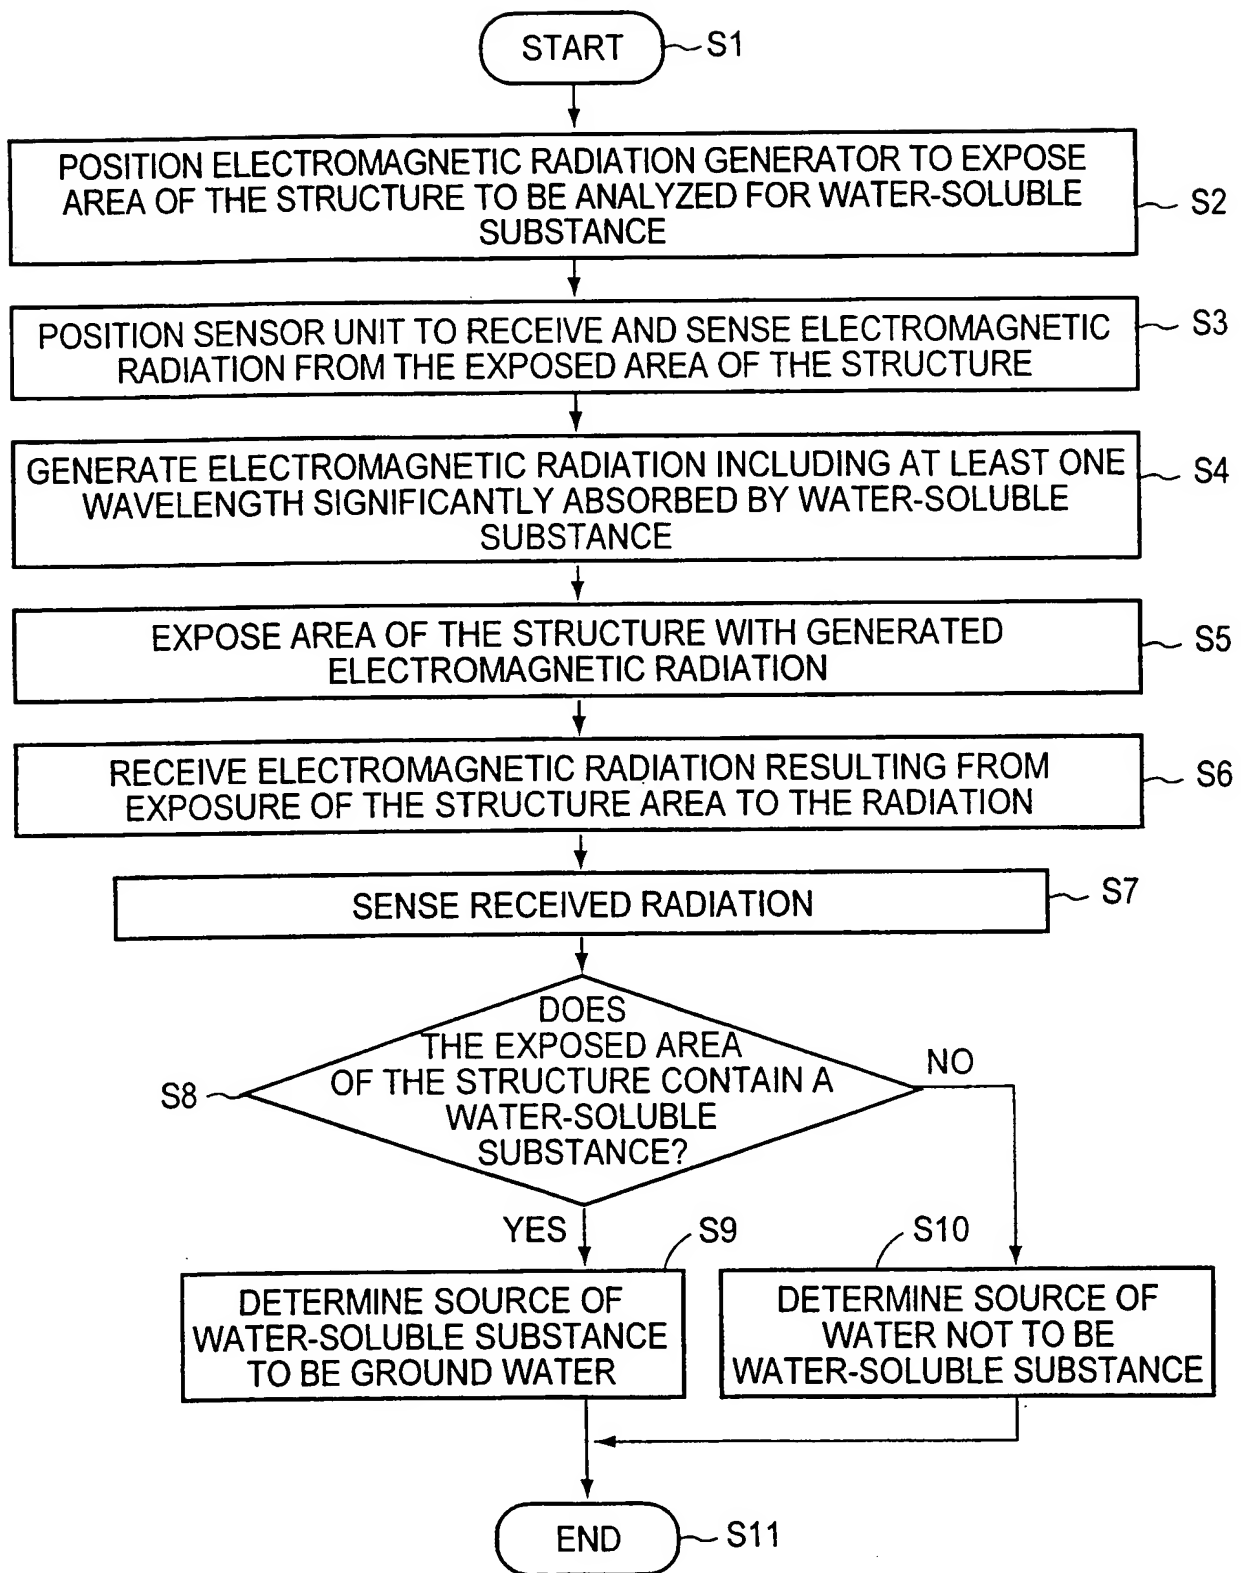 START
S1
POSITION ELECTROMAGNETIC RADIATION GENERATOR TO EXPOSE
AREA OF THE STRUCTURE TO BE ANALYZED FOR WATER-SOLUBLE
SUBSTANCE
S2
POSITION SENSOR UNIT TO RECEIVE AND SENSE ELECTROMAGNETIC
RADIATION FROM THE EXPOSED AREA OF THE STRUCTURE
S3
GENERATE ELECTROMAGNETIC RADIATION INCLUDING AT LEAST ONE
WAVELENGTH SIGNIFICANTLY ABSORBED BY WATER-SOLUBLE
SUBSTANCE
S4
EXPOSE AREA OF THE STRUCTURE WITH GENERATED
ELECTROMAGNETIC RADIATION
S5
RECEIVE ELECTROMAGNETIC RADIATION RESULTING FROM
EXPOSURE OF THE STRUCTURE AREA TO THE RADIATION
S6
SENSE RECEIVED RADIATION
S7
DOES
THE EXPOSED AREA
OF THE STRUCTURE CONTAIN A
WATER-SOLUBLE
SUBSTANCE?
S8
NO
YES
S9
DETERMINE SOURCE OF
WATER-SOLUBLE SUBSTANCE
TO BE GROUND WATER
S10
DETERMINE SOURCE OF
WATER NOT TO BE
WATER-SOLUBLE SUBSTANCE
END
S11